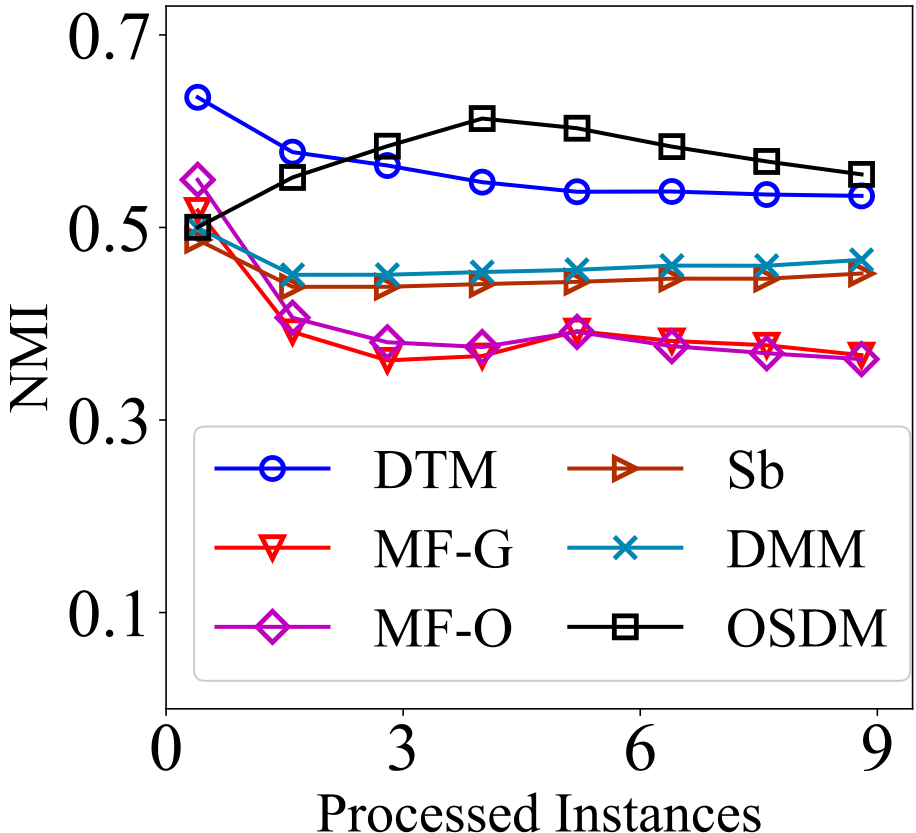 0.7
0.5
0.3
0.1
NMI
DTM
MF-G
MF-O
Sb
DMM
OSDM
0 3 6 9
Processed Instances